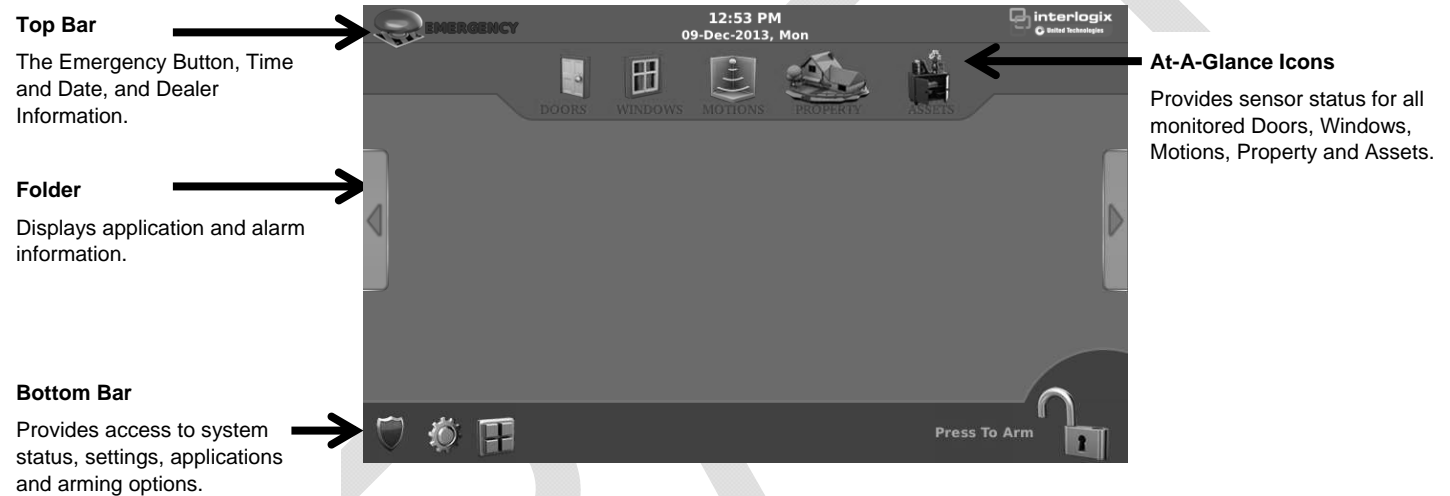 Top Bar
The Emergency Button, Time
and Date, and Dealer
Information.
Folder
Displays application and alarm
information.
Bottom Bar
Provides access to system
status, settings, applications
and arming options.
EMERGENCY
12:53 PM
09-Dec-2013, Mon
interlogix
United Technologies
DOORS
WINDOWS
MOTIONS
PROPERTY
ASSETS
Press To Arm
At-A-Glance Icons
Provides sensor status for all
monitored Doors, Windows,
Motions, Property and Assets.